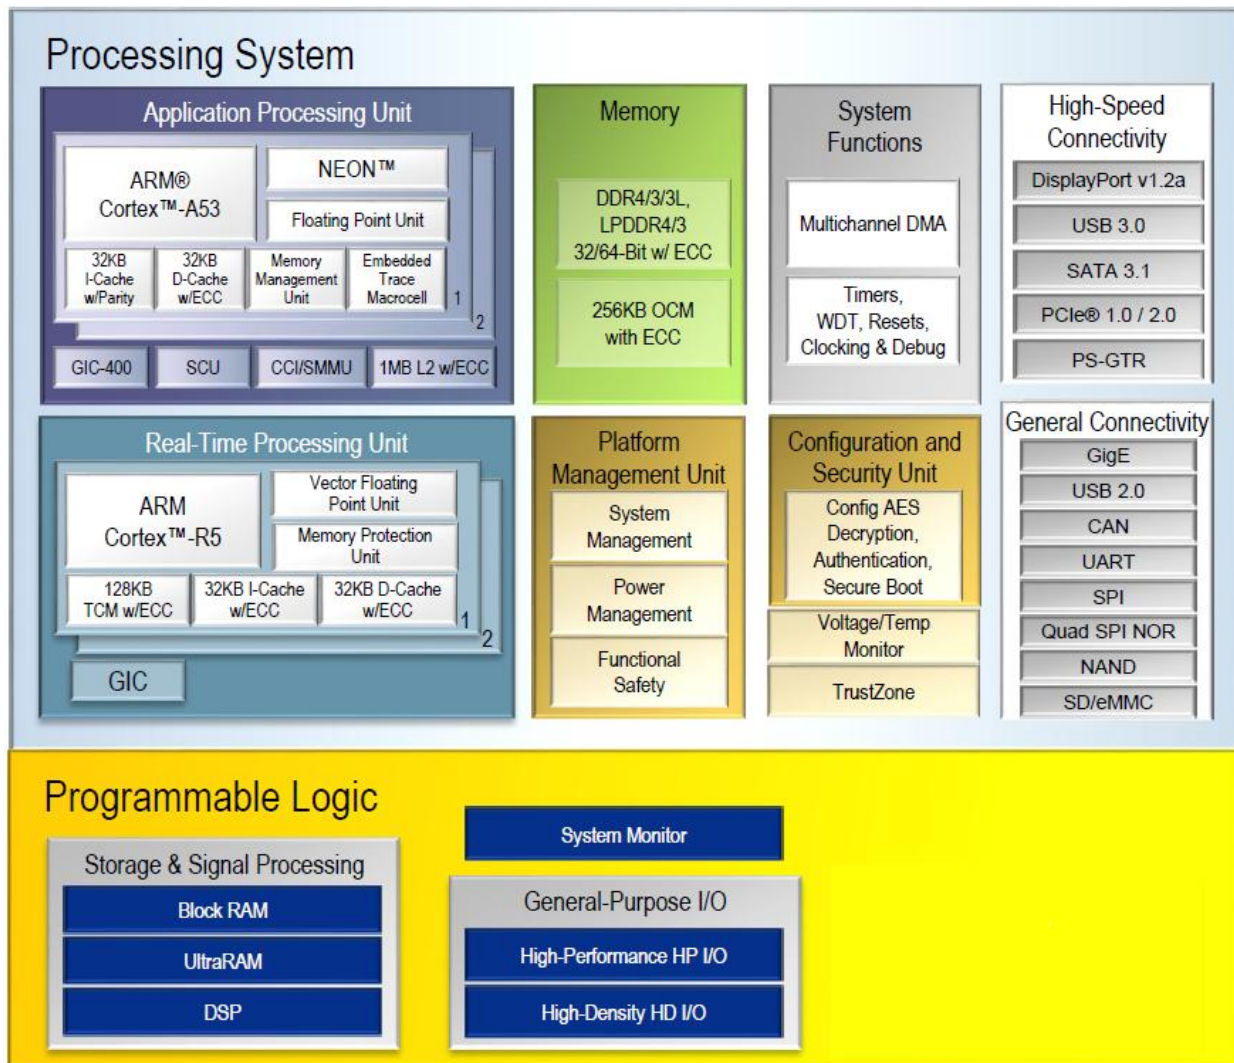 Processing System
Application Processing Unit
ARM®
Cortex™-A53
NEON™
Floating Point Unit
32KB
I-Cache
w/Parity
32KB
D-Cache
w/ECC
Memory
Management
Unit
Embedded
Trace
Macrocell
1
2
GIC-400
SCU
CCI/SMMU
1MB L2 w/ECC
Memory
DDR4/3/3L,
LPDDR4/3
32/64-Bit w/ ECC
256KB OCM
with ECC
System
Functions
Multichannel DMA
Timers,
WDT, Resets,
Clocking & Debug
High-Speed
Connectivity
DisplayPort v1.2a
USB 3.0
SATA 3.1
PCIe® 1.0 / 2.0
PS-GTR
Real-Time Processing Unit
ARM
Cortex™-R5
Vector Floating
Point Unit
Memory Protection
Unit
128KB
TCM w/ECC
32KB I-Cache
w/ECC
32KB D-Cache
w/ECC
1
2
GIC
Platform
Management Unit
System
Management
Power
Management
Functional
Safety
Configuration and
Security Unit
Config AES
Decryption,
Authentication,
Secure Boot
Voltage/Temp
Monitor
TrustZone
General Connectivity
GigE
USB 2.0
CAN
UART
SPI
Quad SPI NOR
NAND
SD/eMMC
Programmable Logic
Storage & Signal Processing
Block RAM
UltraRAM
DSP
System Monitor
General-Purpose I/O
High-Performance HP I/O
High-Density HD I/O